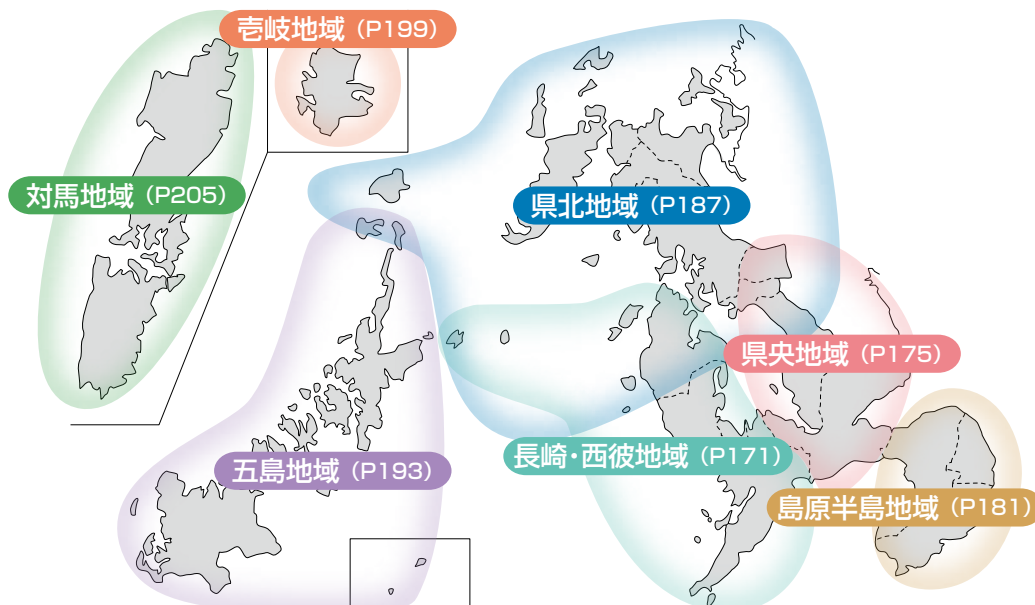 壱岐地域（P199）
対馬地域（P205）
県北地域（P187）
県央地域（P175）
長崎・西彼地域（P171）
五島地域（P193）
島原半島地域（P181）